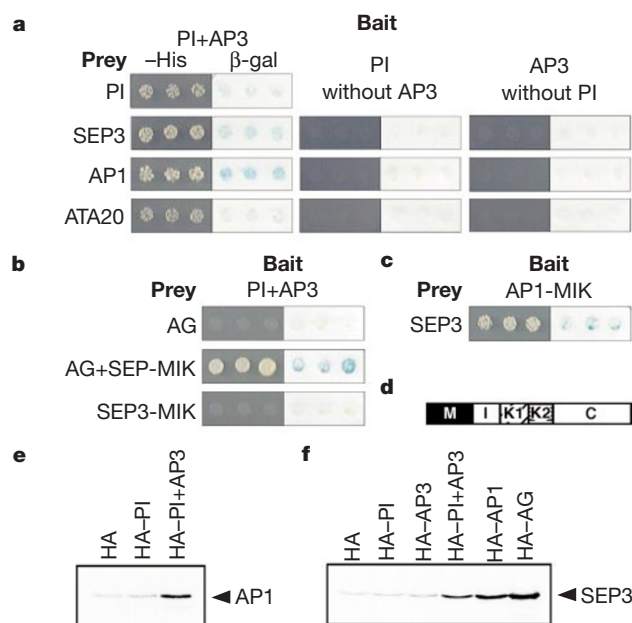 a
PI+AP3
Bait
Prey –His β-gal
PI without AP3
AP3 without PI
PI
SEP3
AP1
ATA20
b
Bait
Prey PI+AP3
AG
AG+SEP-MIK
SEP3-MIK
c
Bait
Prey AP1-MIK
SEP3
d
M I K1 K2 C
e
HA
HA–PI
HA–PI+AP3
AP1
f
HA
HA–PI
HA–AP3
HA–PI+AP3
HA–AP1
HA–AG
SEP3